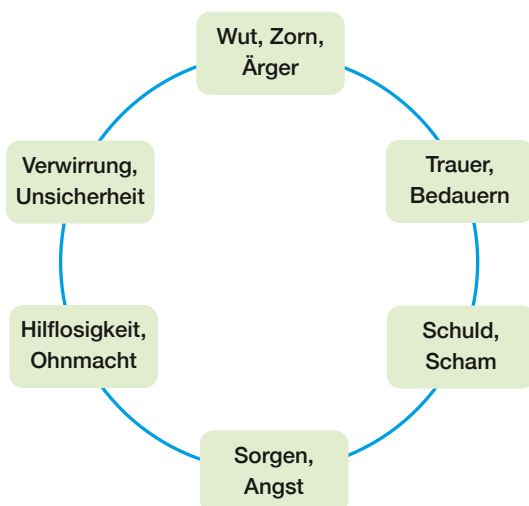 Wut, Zorn,
Ärger
Trauer,
Bedauern
Schuld,
Scham
Sorgen,
Angst
Hilflosigkeit,
Ohnmacht
Verwirrung,
Unsicherheit